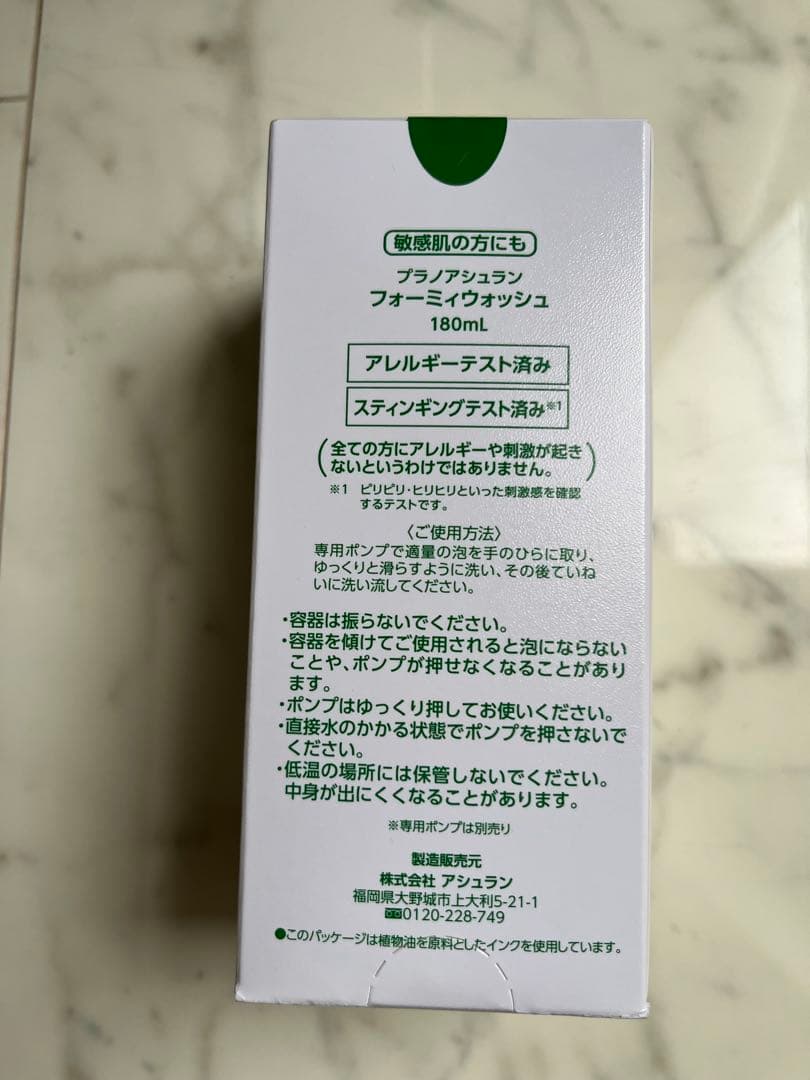 敏感肌の方にも
プラノアシュラン
フォーミィウォッシュ
180mL
アレルギーテスト済み
スティンギングテスト済み※1
(全ての方にアレルギーや刺激が起き
ないというわけではありません。)
※1 ピリピリ・ヒリヒリといった刺激感を確認
するテストです。
〈ご使用方法〉
専用ポンプで適量の泡を手のひらに取り、
ゆっくりと滑らすように洗い、その後ていね
いに洗い流してください。
・容器は振らないでください。
・容器を傾けてご使用されると泡にならない
ことや、ポンプが押せなくなることがあり
ます。
・ポンプはゆっくり押してお使いください。
・直接水のかかる状態でポンプを押さないで
ください。
・低温の場所には保管しないでください。
中身が出にくくなることがあります。
※専用ポンプは別売り
製造販売元
株式会社 アシュラン
福岡県大野城市上大利5-21-1
0120-228-749
●このパッケージは植物油を原料としたインクを使用しています。